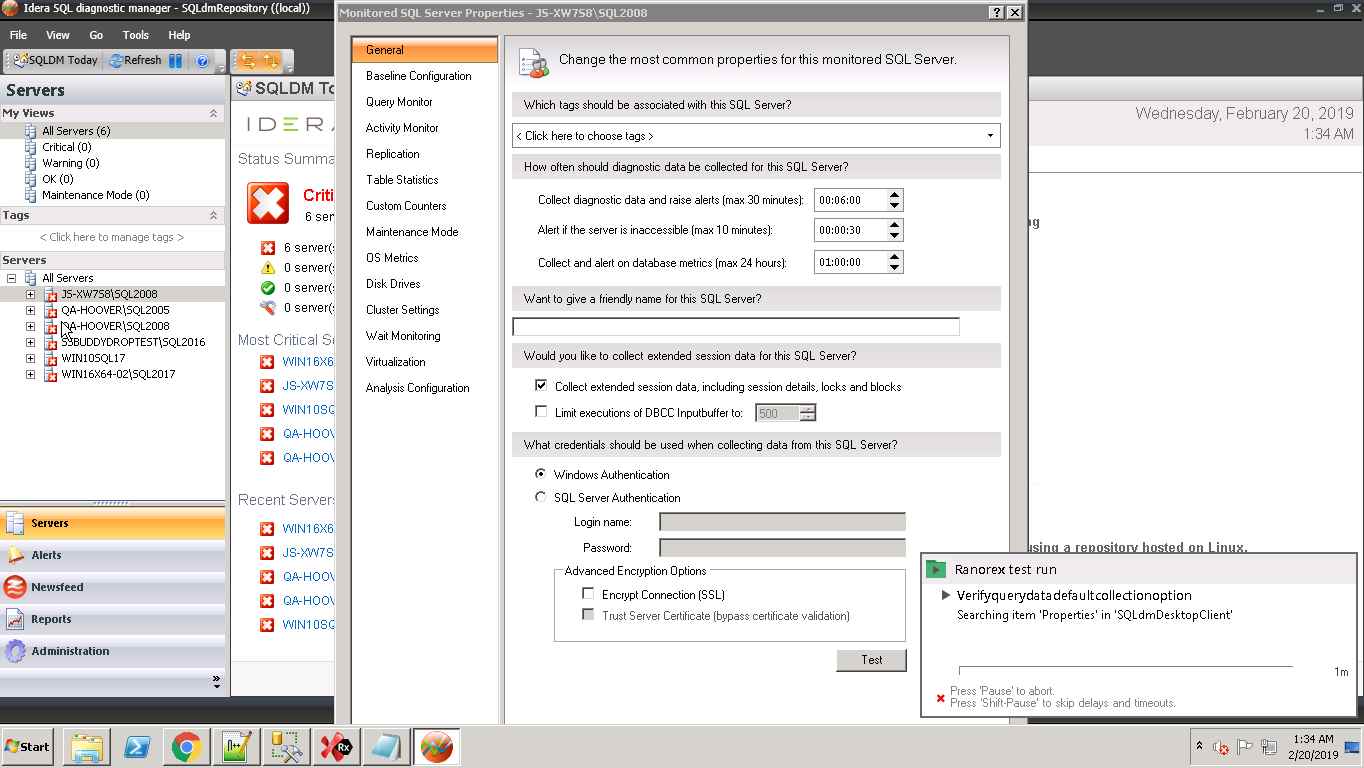 Idera SQL diagnostic manager - SQLdmRepository ((local))
File View Go Tools Help
SQLDM Today Refresh
Servers
My Views
All Servers (6)
Critical (0)
Warning (0)
OK (0)
Maintenance Mode (0)
Tags
< Click here to manage tags >
Servers
All Servers
JS-XW7S8\SQL2008
QA-HOOVER\SQL2005
QA-HOOVER\SQL2008
SSBUDDYDROPTEST\SQL2016
WIN10SQL17
WIN16X64-02\SQL2017
Servers
Alerts
Newsfeed
Reports
Administration
SQLDM To
IDERA
Status Summa
Criti
6 ser
6 server(s
0 server(s
0 server(s
0 server(s
Most Critical S
WIN16X6
JS-XW7S
WIN10SQ
QA-HOOV
QA-HOOV
Recent Servers
WIN16X6
JS-XW7S
QA-HOOV
QA-HOOV
WIN10SQ
Monitored SQL Server Properties - JS-XW7S8\SQL2008
General
Baseline Configuration
Query Monitor
Activity Monitor
Replication
Table Statistics
Custom Counters
Maintenance Mode
OS Metrics
Disk Drives
Cluster Settings
Wait Monitoring
Virtualization
Analysis Configuration
Change the most common properties for this monitored SQL Server.
Which tags should be associated with this SQL Server?
< Click here to choose tags >
How often should diagnostic data be collected for this SQL Server?
Collect diagnostic data and raise alerts (max 30 minutes): 00:06:00
Alert if the server is inaccessible (max 10 minutes): 00:00:30
Collect and alert on database metrics (max 24 hours): 01:00:00
Want to give a friendly name for this SQL Server?
Would you like to collect extended session data for this SQL Server?
Collect extended session data, including session details, locks and blocks
Limit executions of DBCC Inputbuffer to: 500
What credentials should be used when collecting data from this SQL Server?
Windows Authentication
SQL Server Authentication
Login name:
Password:
Advanced Encryption Options
Encrypt Connection (SSL)
Trust Server Certificate (bypass certificate validation)
Test
Wednesday, February 20, 2019
1:34 AM
ng
using a repository hosted on Linux.
Ranorex test run
Verifyquerydatadefaultcollectionoption
Searching item 'Properties' in 'SQLdmDesktopClient'
1m
Press 'Pause' to abort.
Press 'Shift-Pause' to skip delays and timeouts.
Start
Rx
1:34 AM
2/20/2019